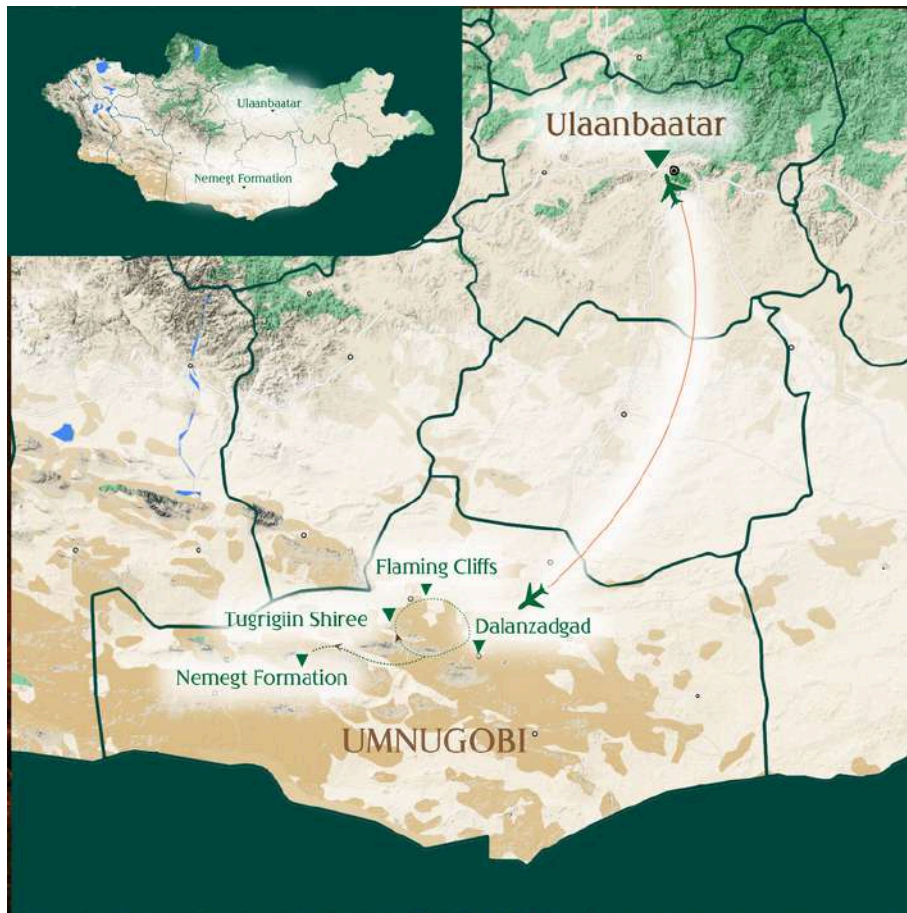 Ulaanbaatar
Nemegt Formation
Ulaanbaatar
Flaming Cliffs
Tugrigiin Shiree
Dalanzadgad
Nemegt Formation
UMNUGOBI